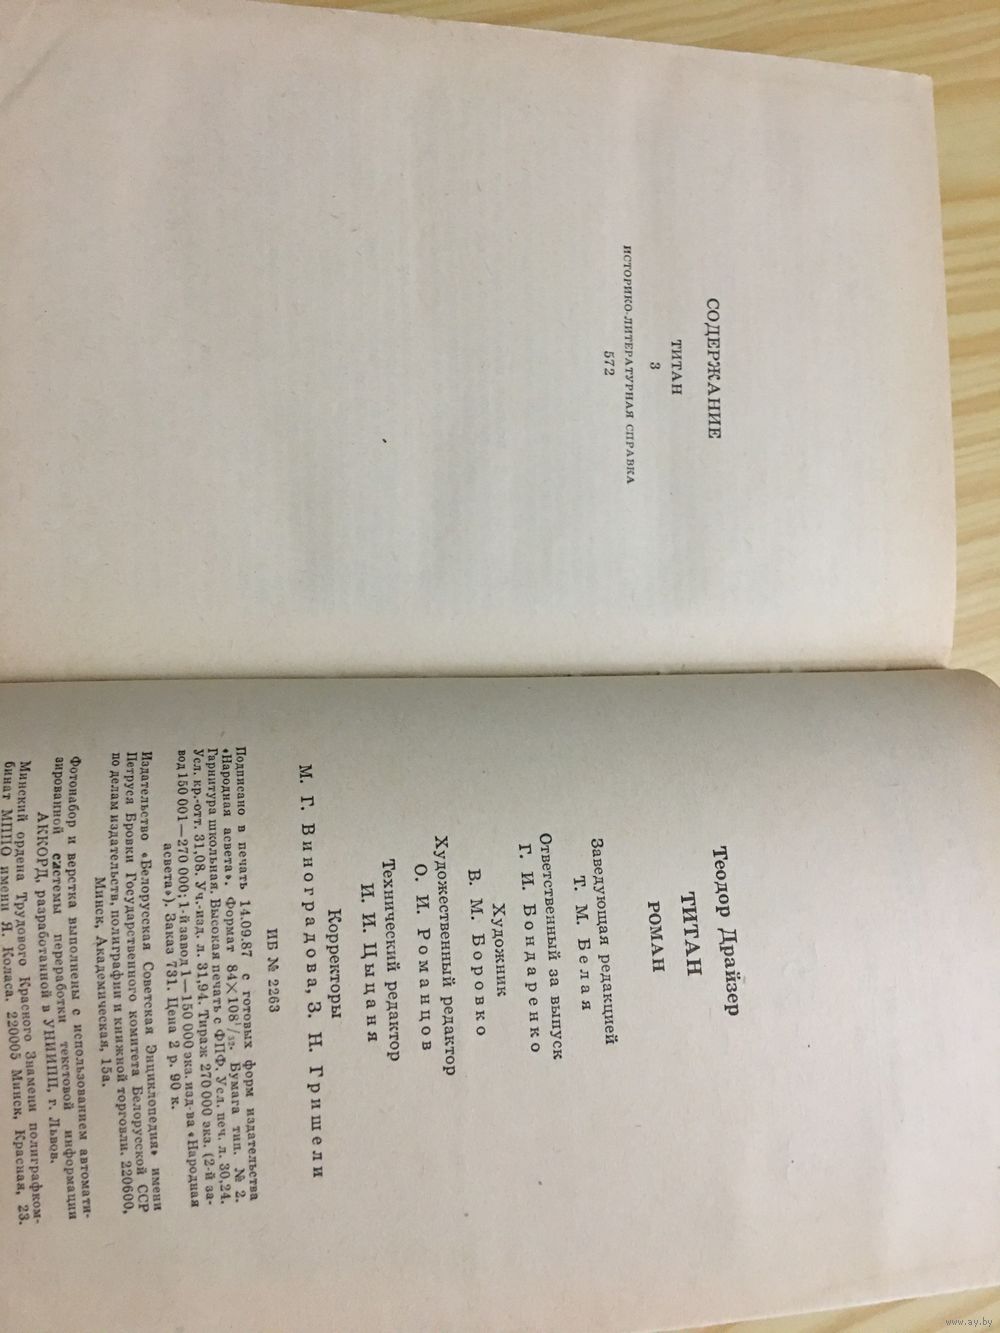 СОДЕРЖАНИЕ
ТИТАН
3
ИСТОРИКО-ЛИТЕРАТУРНАЯ СПРАВКА
572
Теодор Драйзер
ТИТАН
РОМАН
Заведующая редакцией
Т. М. Белая
Ответственный за выпуск
Г. И. Бондаренко
Художник
В. М. Боровко
Художественный редактор
О. И. Романцов
Технический редактор
И. И. Цыцаня
Корректоры
М. Г. Виноградова, З. Н. Гришели
ИБ № 2263
Подписано в печать 14.09.87 с готовых форм издательства
«Народная асвета». Формат 84×108¹/₃₂. Бумага тип. № 2.
Гарнитура школьная. Высокая печать с ФПФ. Усл. печ. л. 30,24.
Усл. кр.-отт. 31,08. Уч.-изд. л. 31,94. Тираж 270 000 экз. (2-й за-
вод 150 001—270 000; 1-й завод 1—150 000 экз. изд-ва «Народная
асвета»). Заказ 731. Цена 2 р. 90 к.
Издательство «Белорусская Советская Энциклопедия» имени
Петруся Бровки Государственного комитета Белорусской ССР
по делам издательств, полиграфии и книжной торговли. 220600,
Минск, Академическая, 15а.
Фотонабор и верстка выполнены с использованием автомати-
зированной системы переработки текстовой информации
АККОРД, разработанной в УНИИПП, г. Львов.
Минский ордена Трудового Красного Знамени полиграфком-
бинат МППО имени Я. Коласа. 220005 Минск, Красная, 23.
www.ay.by